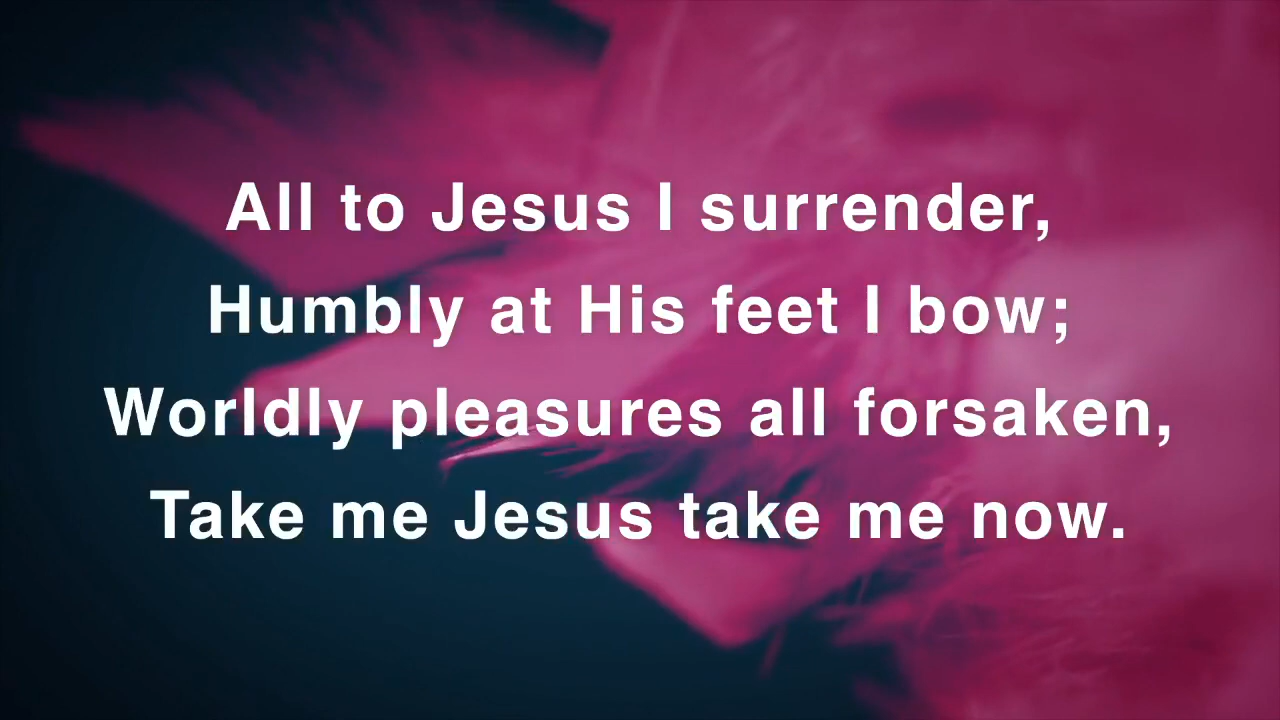 All to Jesus I surrender,
Humbly at His feet I bow;
Worldly pleasures all forsaken,
Take me Jesus take me now.